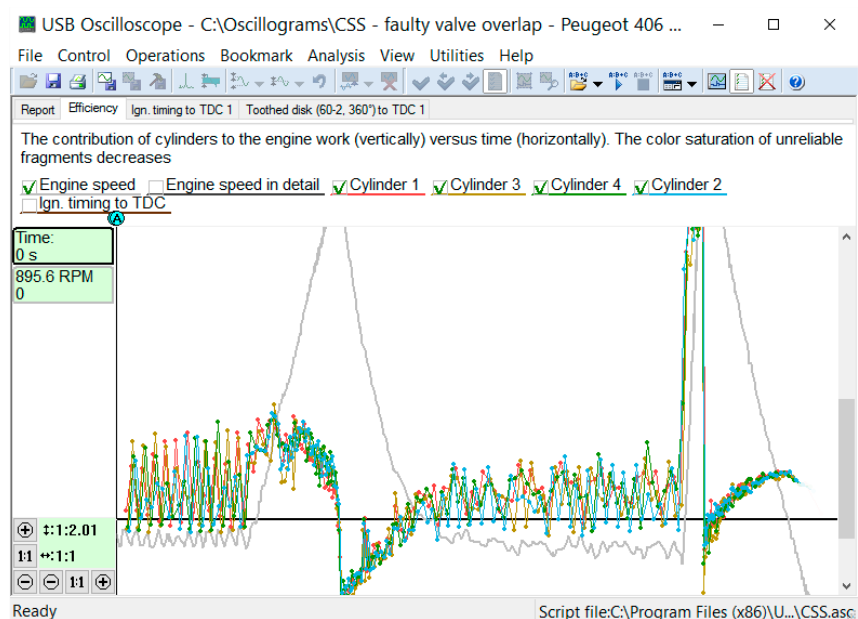 USB Oscilloscope - C:\Oscillograms\CSS - faulty valve overlap - Peugeot 406 ...
File Control Operations Bookmark Analysis View Utilities Help
Report Efficiency Ign. timing to TDC 1 Toothed disk (60-2, 360°) to TDC 1
The contribution of cylinders to the engine work (vertically) versus time (horizontally). The color saturation of unreliable
fragments decreases
Engine speed Engine speed in detail Cylinder 1 Cylinder 3 Cylinder 4 Cylinder 2
Ign. timing to TDC
A
Time:
0 s
895.6 RPM
0
↕:1:2.01
1:1 ↔:1:1
1:1
Ready Script file:C:\Program Files (x86)\U...\CSS.asc